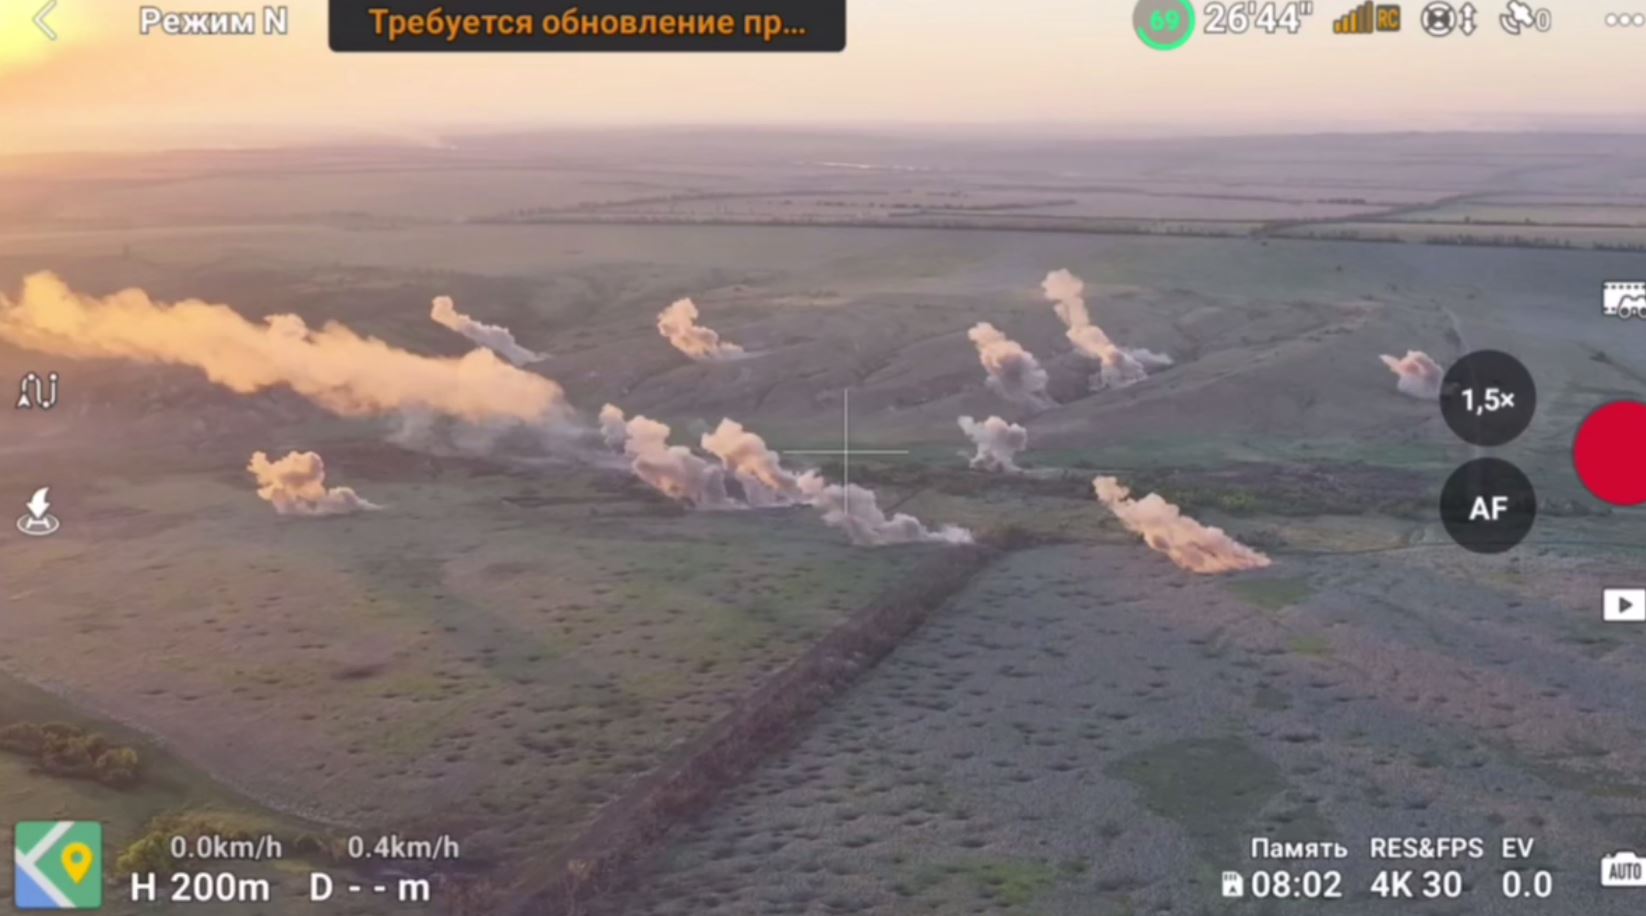 Режим N
Требуется обновление пр...
69
26'44"
RC
0
1,5×
AF
0.0km/h 0.4km/h
H 200m D - - m
Память RES&FPS EV
08:02 4K 30 0.0
AUTO